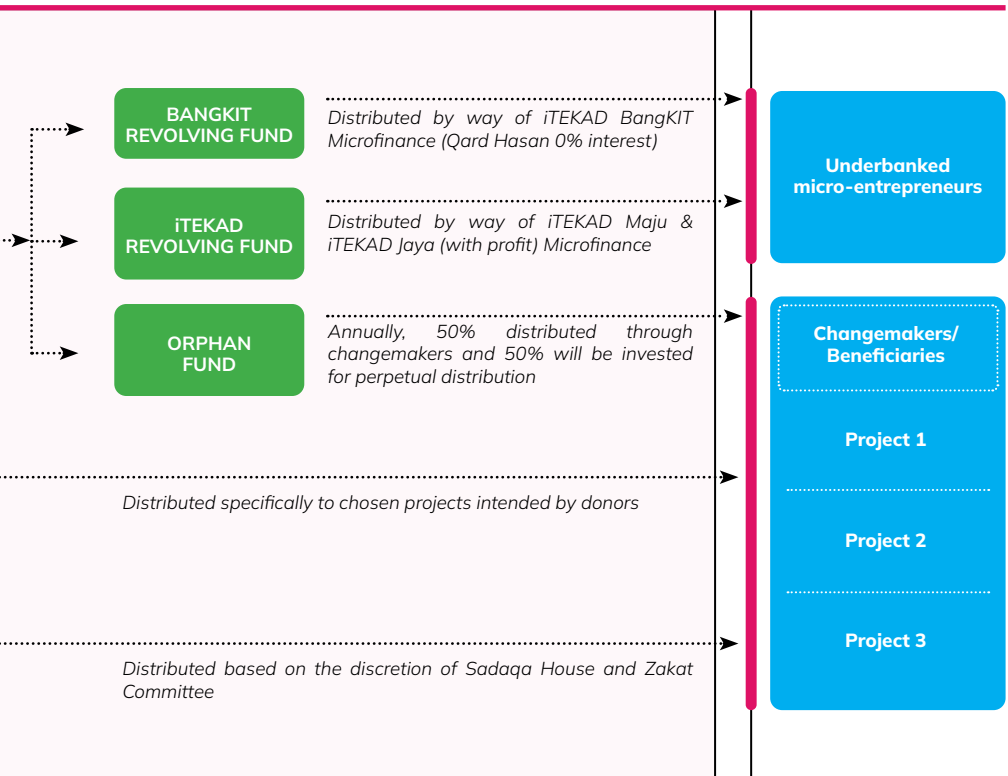 BANGKIT
REVOLVING FUND
Distributed by way of iTEKAD BangKIT
Microfinance (Qard Hasan 0% interest)
Underbanked
micro-entrepreneurs
iTEKAD
REVOLVING FUND
Distributed by way of iTEKAD Maju &
iTEKAD Jaya (with profit) Microfinance
ORPHAN
FUND
Annually, 50% distributed through
changemakers and 50% will be invested
for perpetual distribution
Changemakers/
Beneficiaries
Project 1
Distributed specifically to chosen projects intended by donors
Project 2
Project 3
Distributed based on the discretion of Sadaqa House and Zakat
Committee